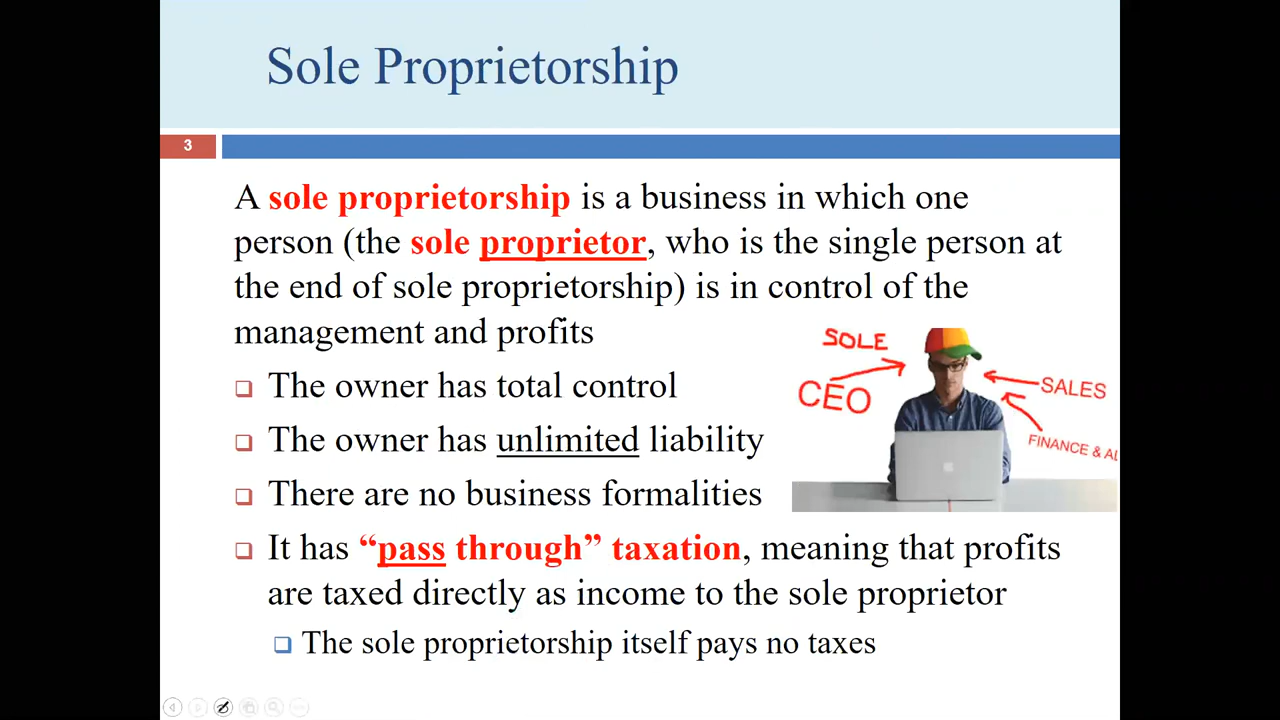 Sole Proprietorship
3
A sole proprietorship is a business in which one
person (the sole proprietor, who is the single person at
the end of sole proprietorship) is in control of the
management and profits
SOLE
CEO
SALES
FINANCE &
The owner has total control
The owner has unlimited liability
There are no business formalities
It has “pass through” taxation, meaning that profits
are taxed directly as income to the sole proprietor
The sole proprietorship itself pays no taxes